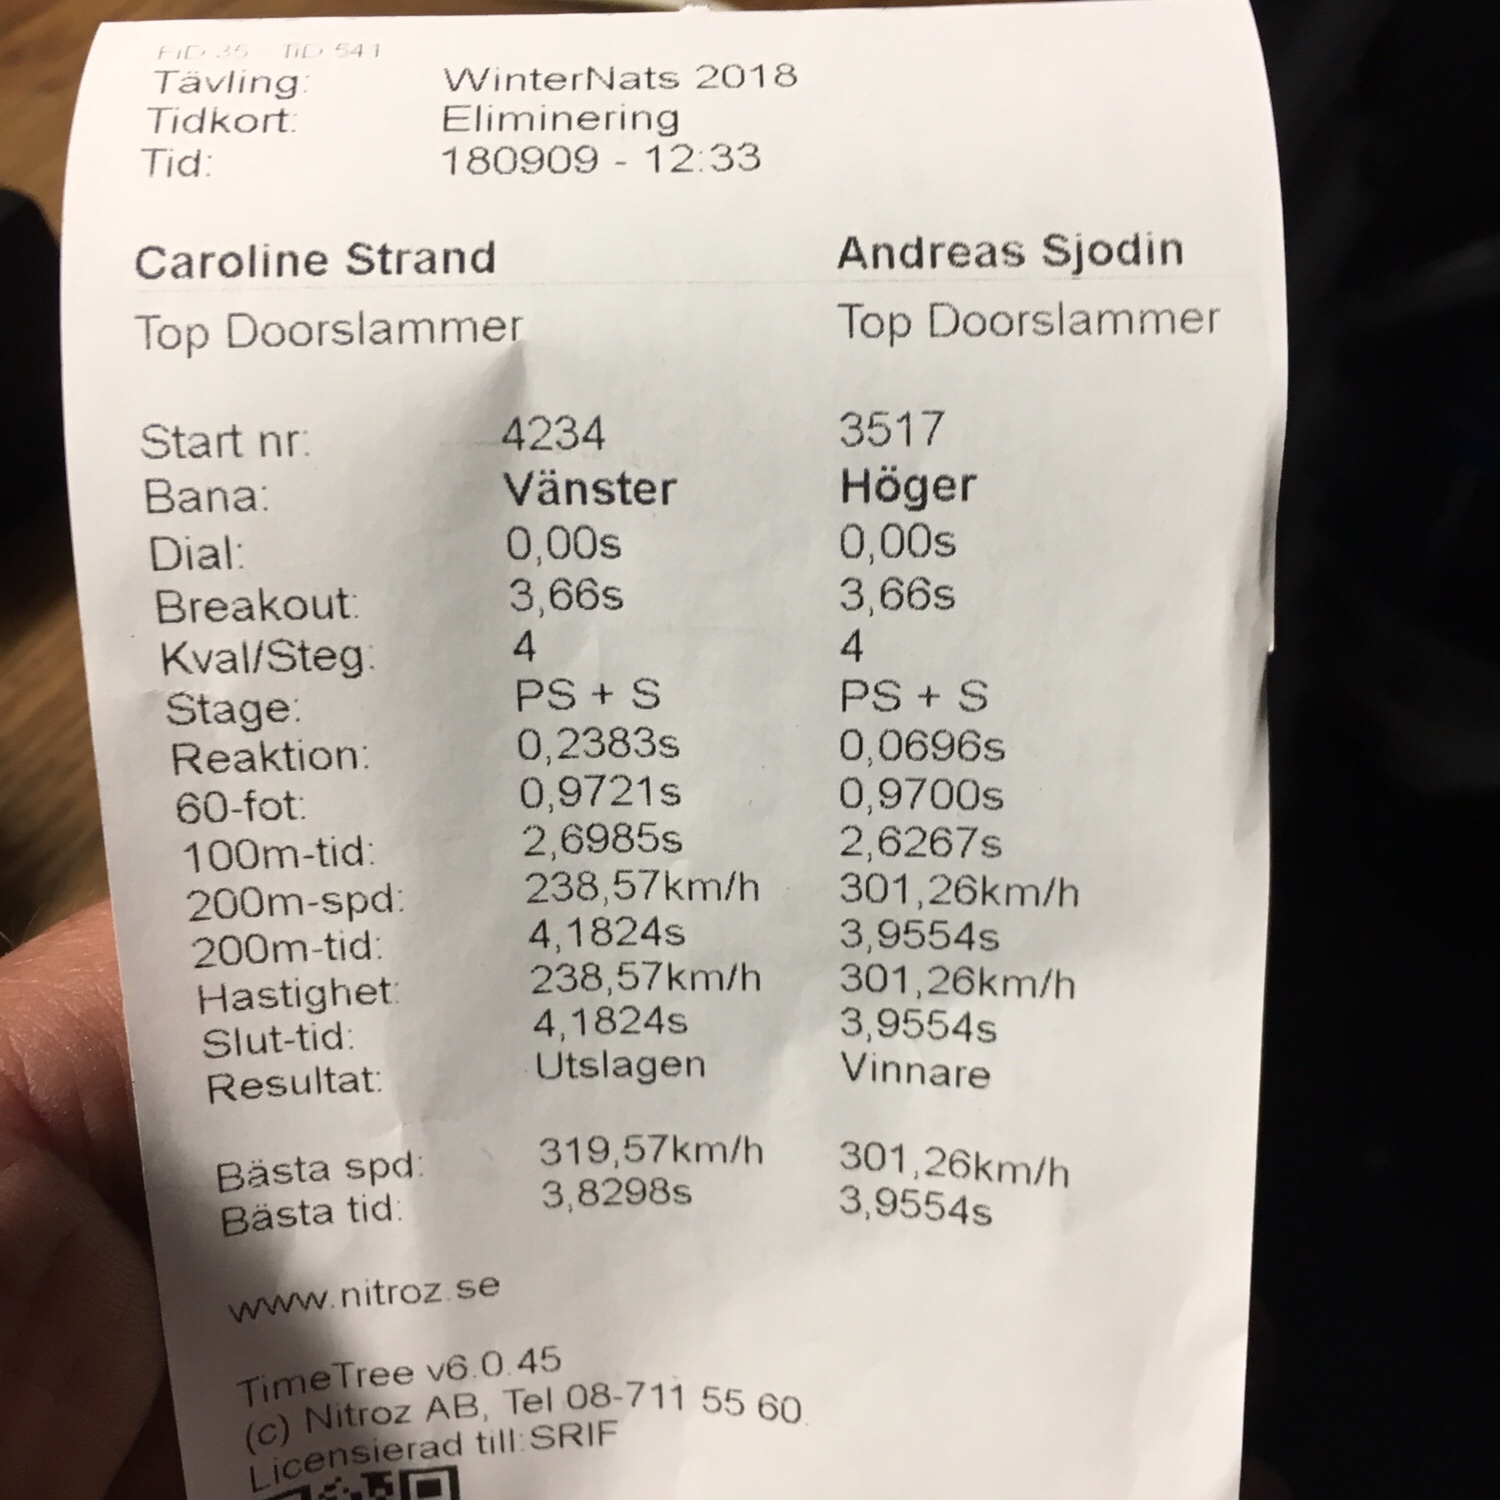 FID 35 - TID 541
Tävling: WinterNats 2018
Tidkort: Eliminering
Tid: 180909 - 12:33
Caroline Strand Andreas Sjodin
Top Doorslammer Top Doorslammer
Start nr: 4234 3517
Bana: Vänster Höger
Dial: 0,00s 0,00s
Breakout: 3,66s 3,66s
Kval/Steg: 4 4
Stage: PS + S PS + S
Reaktion: 0,2383s 0,0696s
60-fot: 0,9721s 0,9700s
100m-tid: 2,6985s 2,6267s
200m-spd: 238,57km/h 301,26km/h
200m-tid: 4,1824s 3,9554s
Hastighet: 238,57km/h 301,26km/h
Slut-tid: 4,1824s 3,9554s
Resultat: Utslagen Vinnare
Bästa spd: 319,57km/h 301,26km/h
Bästa tid: 3,8298s 3,9554s
www.nitroz.se
TimeTree v6.0.45
(c) Nitroz AB, Tel 08-711 55 60.
Licensierad till:SRIF